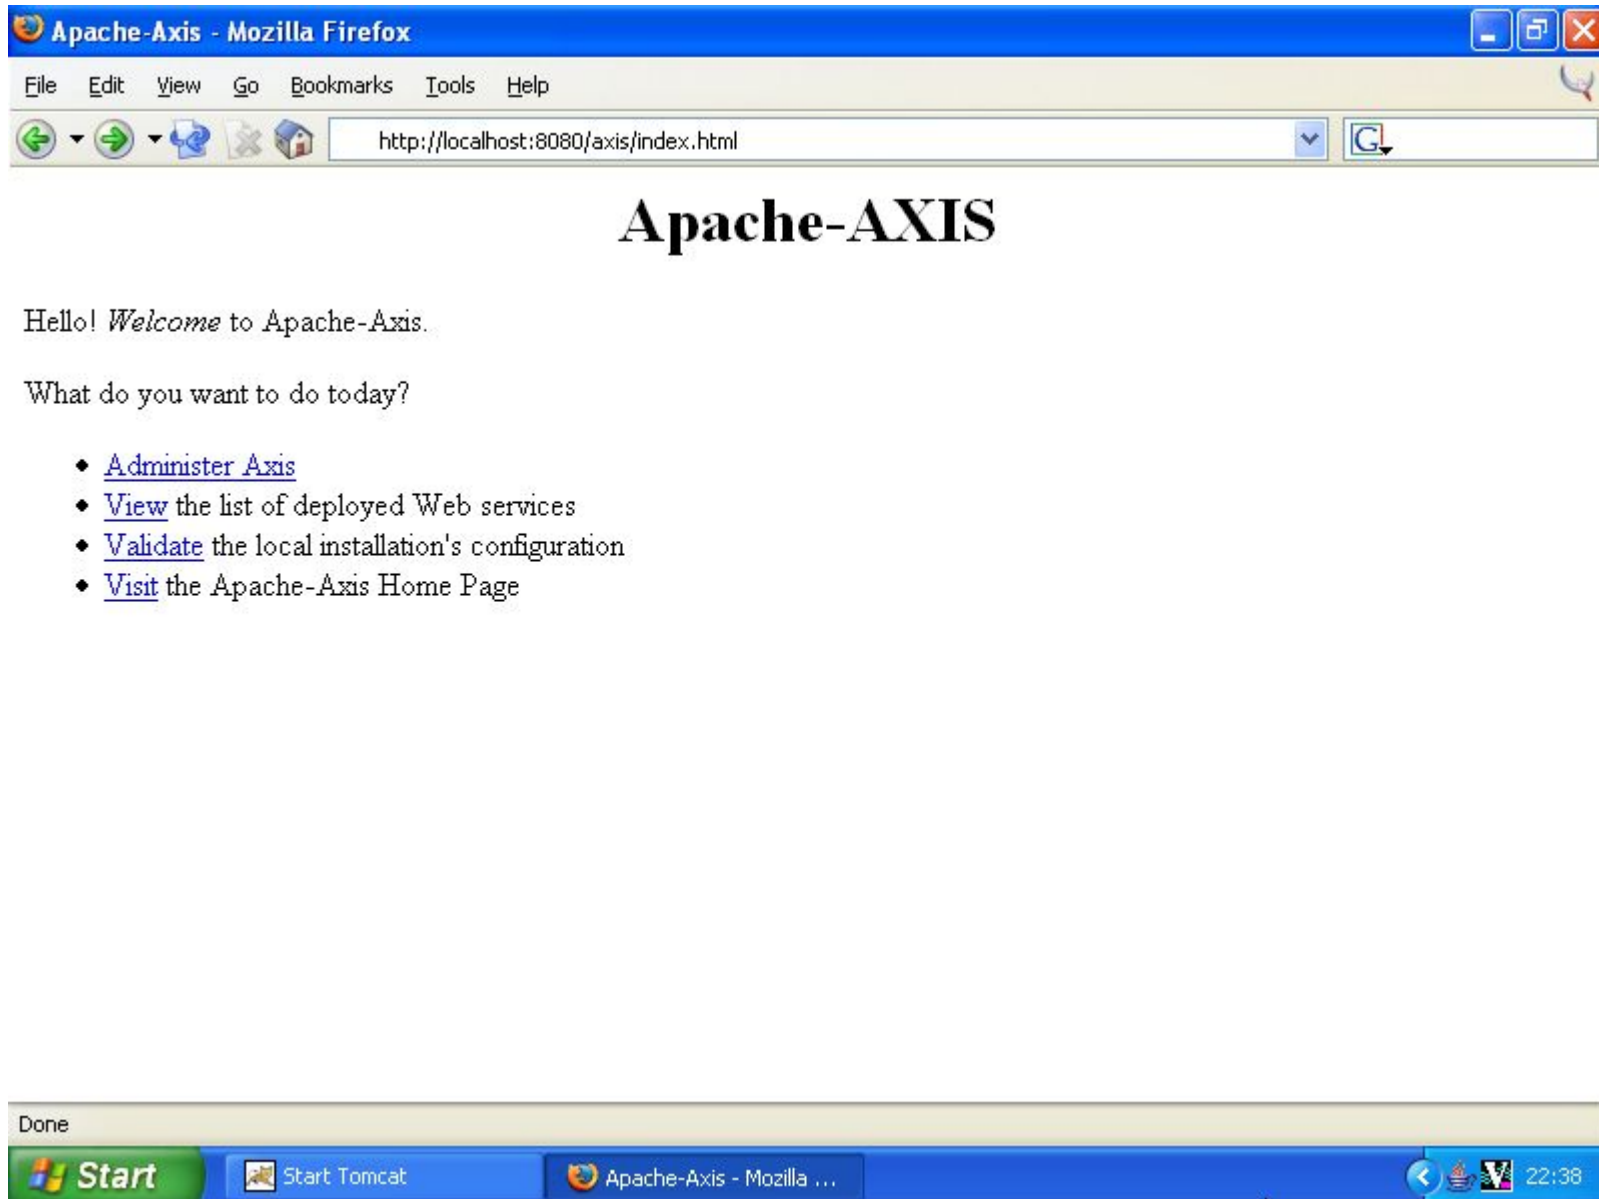 Apache-Axis - Mozilla Firefox
File Edit View Go Bookmarks Tools Help
http://localhost:8080/axis/index.html
G
Apache-AXIS
Hello! Welcome to Apache-Axis.
What do you want to do today?
• Administer Axis
• View the list of deployed Web services
• Validate the local installation's configuration
• Visit the Apache-Axis Home Page
Done
Start Start Tomcat Apache-Axis - Mozilla ... V 22:38